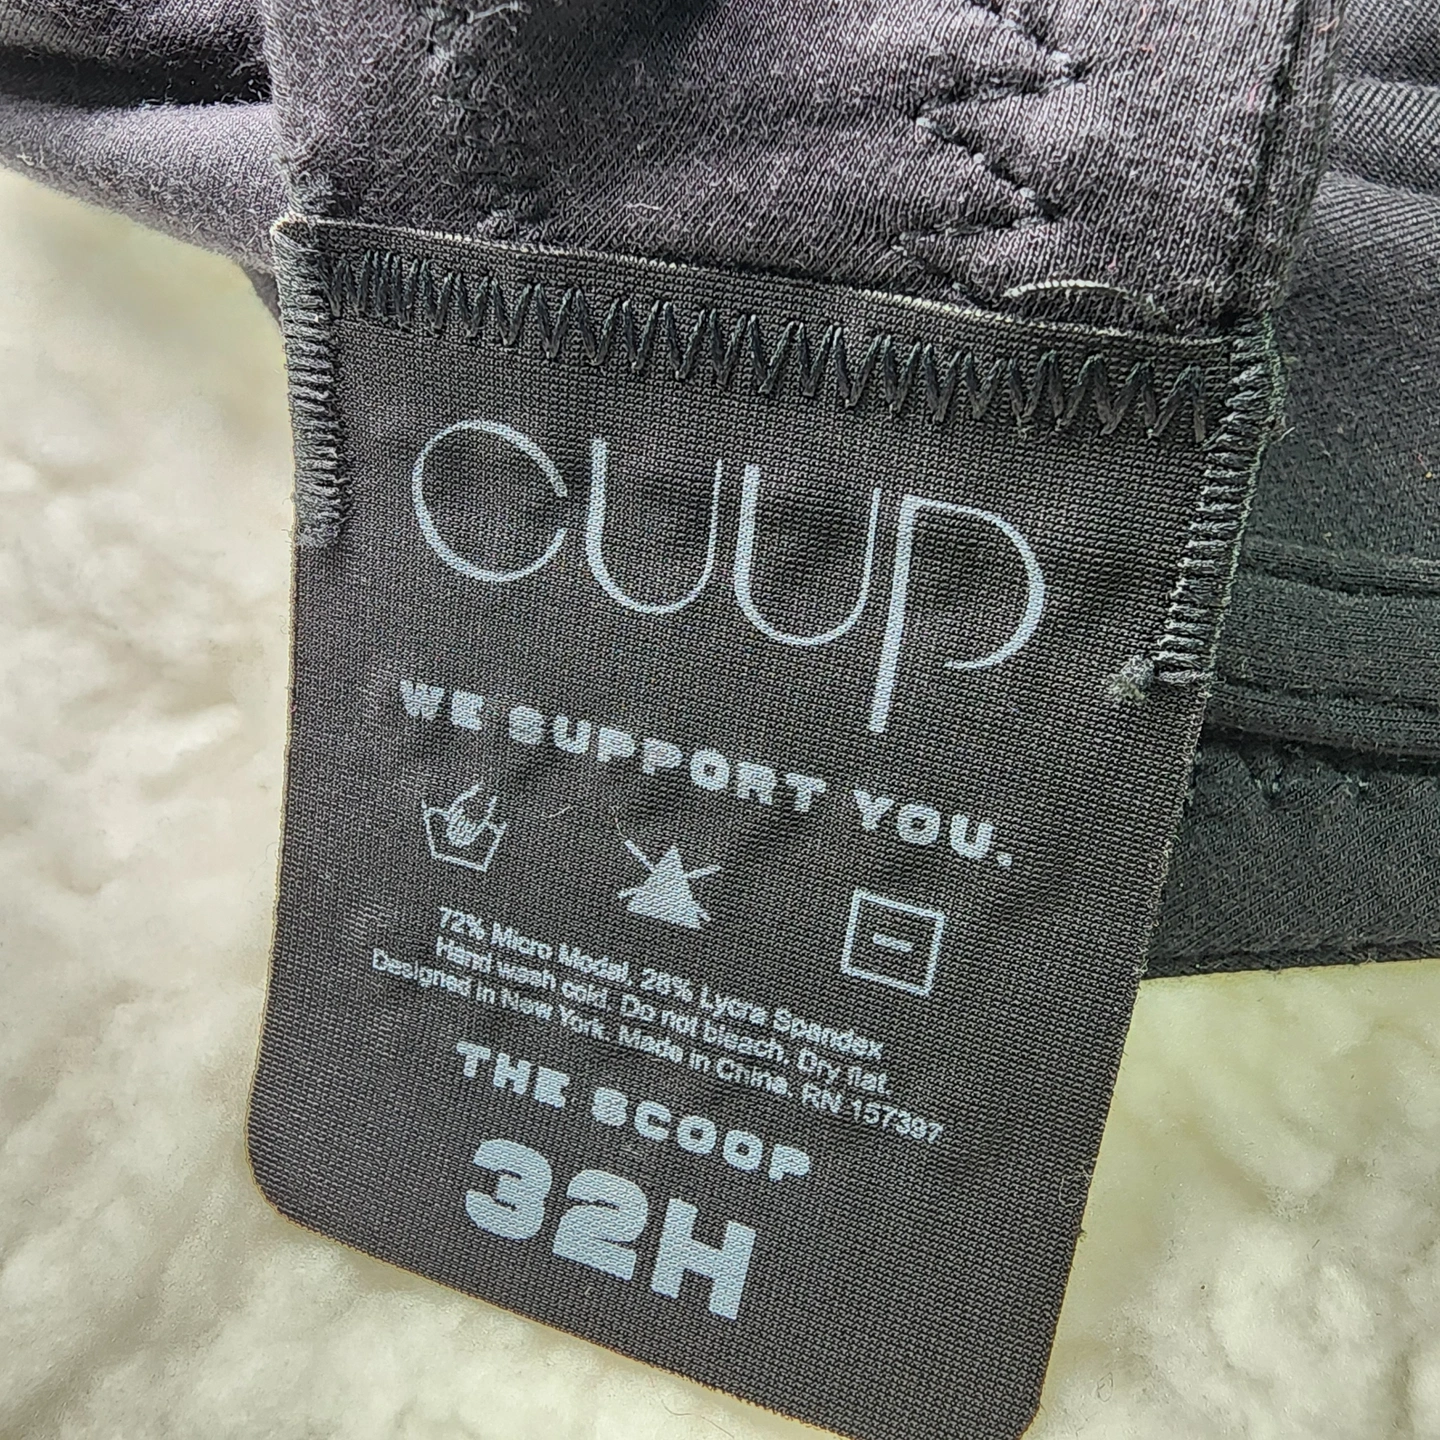 CUUP
WE SUPPORT YOU.
72% Micro Modal, 28% Lycra Spandex
Hand wash cold. Do not bleach. Dry flat.
Designed in New York. Made in China. RN 157397
THE SCOOP
32H